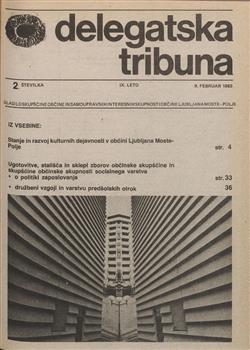 delegatska
tribuna
2 ŠTEVILKA IX. LETO 9. FEBRUAR 1983
GLASILO SKUPŠČINE OBČINE IN SAMOUPRAVNIH INTERESNIH SKUPNOSTI OBČINE LJUBLJANA MOSTE - POLJE
IZ VSEBINE:
Stanje in razvoj kulturnih dejavnosti v občini Ljubljana Moste-
Polje str. 4
Ugotovitve, stališča in sklepi zborov občinske skupščine in
skupščine občinske skupnosti socialnega varstva
• o politiki zaposlovanja str. 33
• družbeni vzgoji in varstvu predšolskih otrok 36